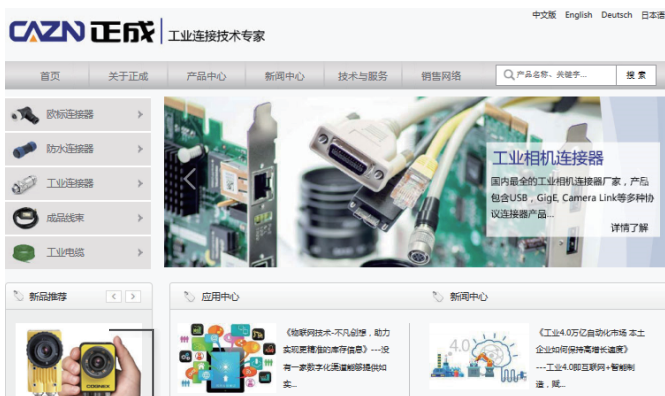 中文版 English Deutsch 日本语
CAZN 正成 工业连接技术专家
首页 关于正成 产品中心 新闻中心 技术与服务 销售网络 产品名称、关键字... 搜索
欧标连接器
防水连接器
工业连接器
成品线束
工业电缆
工业相机连接器
国内最全的工业相机连接器厂家，产品
包含USB，GigE, Camera Link等多种协
议连接器产品...
详情了解
新品推荐
COGNEX
应用中心
《物联网技术-不凡创想，助力
实现更精准的库存信息》---没
有一家数字化渠道能够提供如
实...
新闻中心
4.0
《工业4.0万亿自动化市场 本土
企业如何保持高增长速度》
---工业4.0即互联网+智能制
造，赋...